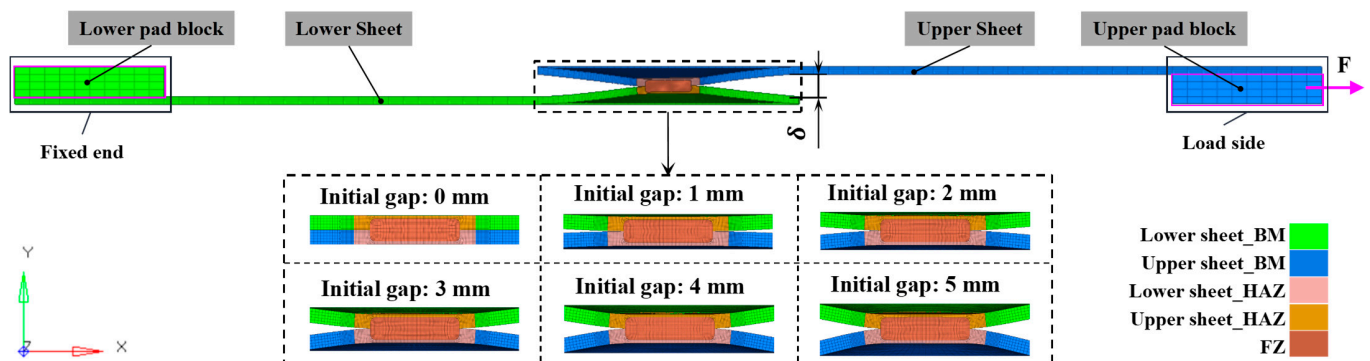 Lower pad block
Lower Sheet
Upper Sheet
Upper pad block
F
δ
Fixed end
Load side
Initial gap: 0 mm
Initial gap: 1 mm
Initial gap: 2 mm
Initial gap: 3 mm
Initial gap: 4 mm
Initial gap: 5 mm
Lower sheet_BM
Upper sheet_BM
Lower sheet_HAZ
Upper sheet_HAZ
FZ
Y
Z
X